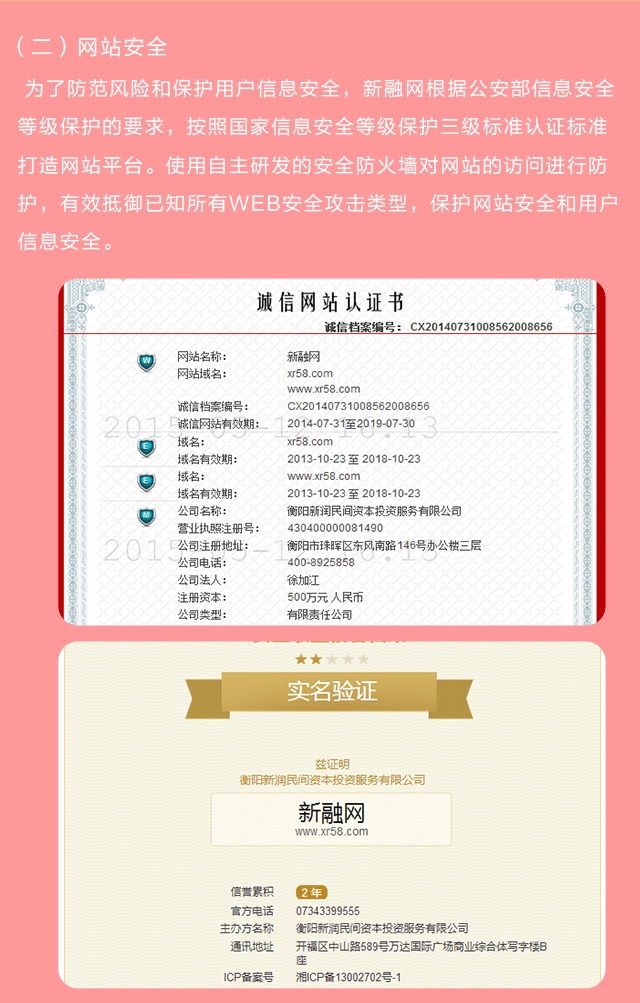 (二)网站安全
为了防范风险和保护用户信息安全，新融网根据公安部信息安全
等级保护的要求，按照国家信息安全等级保护三级标准认证标准
打造网站平台。使用自主研发的安全防火墙对网站的访问进行防
护，有效抵御已知所有WEB安全攻击类型，保护网站安全和用户
信息安全。
诚信网站认证书
诚信档案编号： CX20140731008562008656
网站名称： 新融网
网站域名： xr58.com
www.xr58.com
诚信档案编号： CX20140731008562008656
诚信网站有效期： 2014-07-31至2019-07-30
域名： xr58.com
域名有效期： 2013-10-23 至 2018-10-23
域名： www.xr58.com
域名有效期： 2013-10-23 至 2018-10-23
公司名称： 衡阳新润民间资本投资服务有限公司
营业执照注册号： 430400000081490
公司注册地址： 衡阳市珠晖区东风南路146号办公楼三层
公司电话： 400-8925858
公司法人： 徐加江
注册资本： 500万元 人民币
公司类型： 有限责任公司
实名验证
兹证明
衡阳新润民间资本投资服务有限公司
新融网
www.xr58.com
信誉累积 2 年
官方电话 07343399555
主办方名称 衡阳新润民间资本投资服务有限公司
通讯地址 开福区中山路589号万达国际广场商业综合体写字楼B
座
ICP备案号 湘ICP备13002702号-1